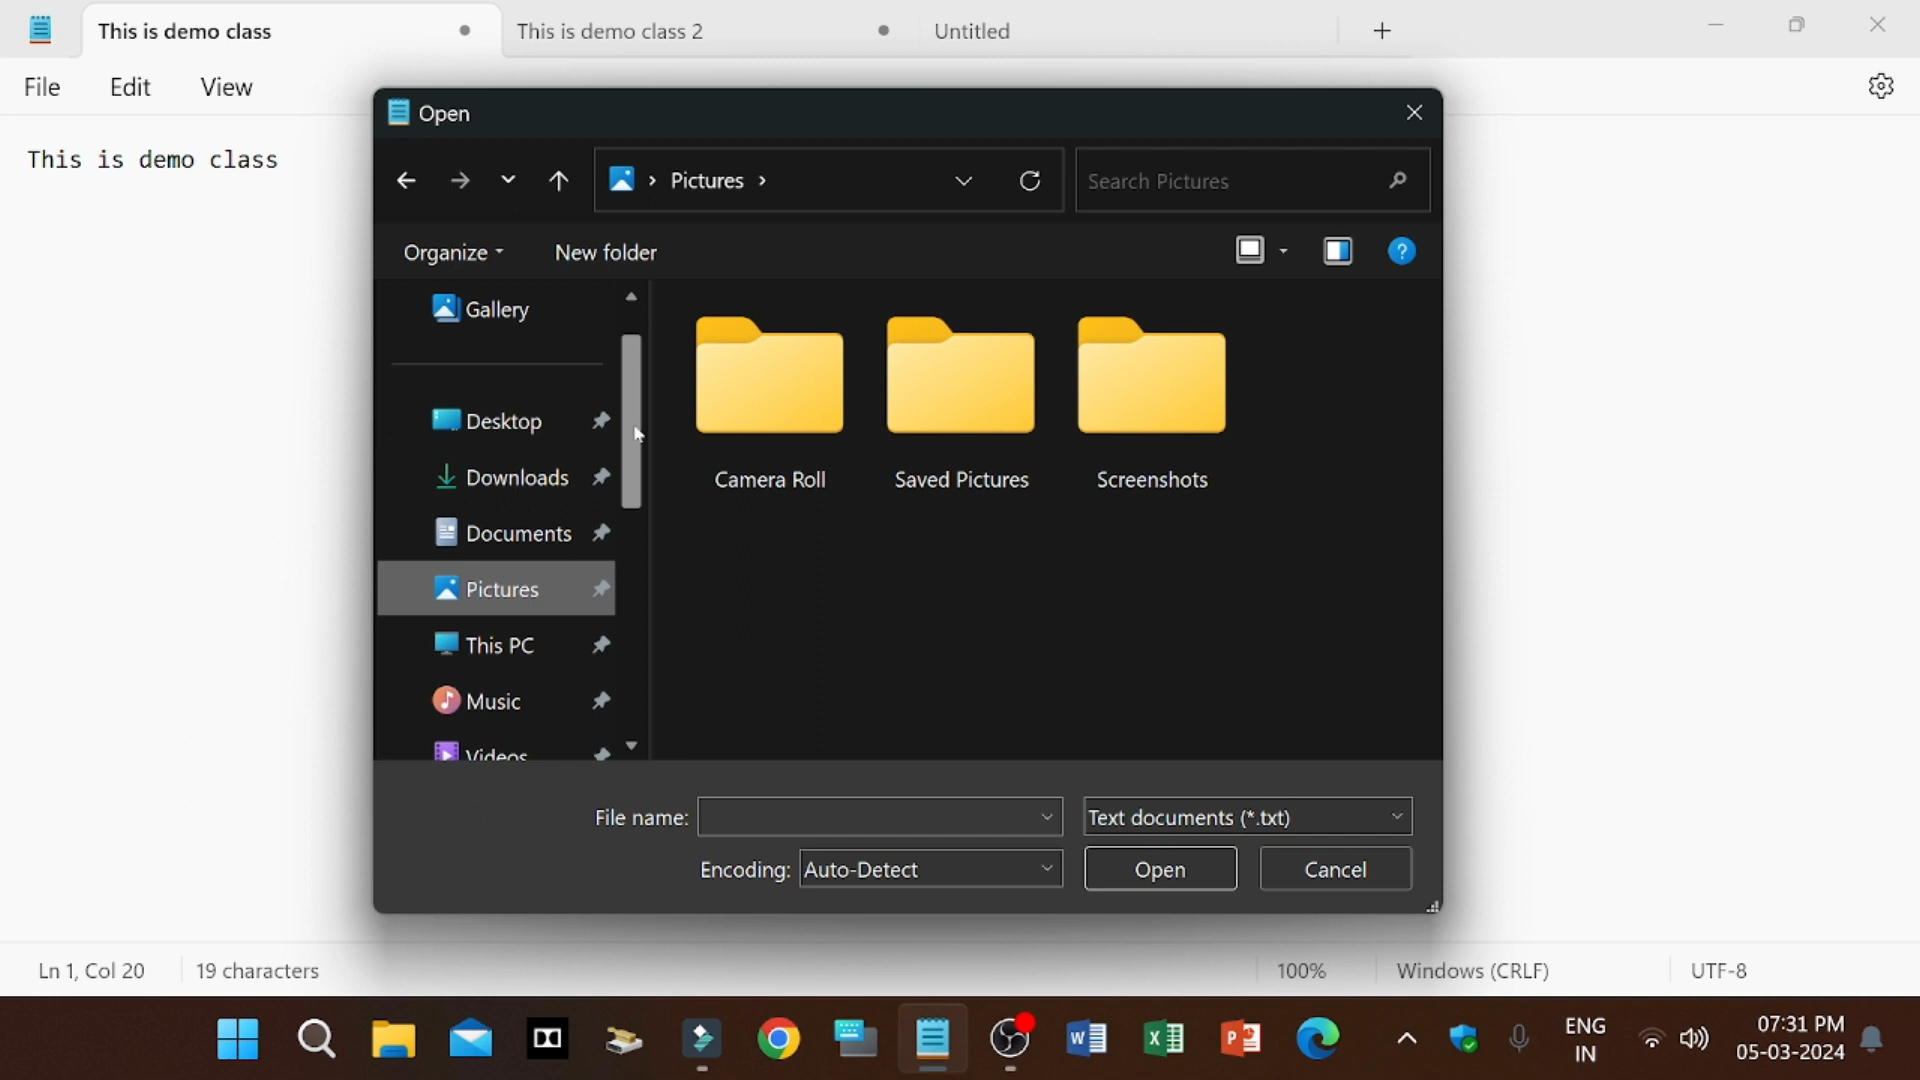 This is demo class
This is demo class 2
Untitled
File Edit View
Open
Pictures
Search Pictures
Organize
New folder
?
This is demo class
Gallery
Desktop
Downloads
Documents
Pictures
This PC
Music
Videos
Camera Roll
Saved Pictures
Screenshots
File name:
Text documents (*.txt)
Encoding: Auto-Detect
Open
Cancel
Ln 1, Col 20
19 characters
100%
Windows (CRLF)
UTF-8
W
X
P
ENG
IN
07:31 PM
05-03-2024